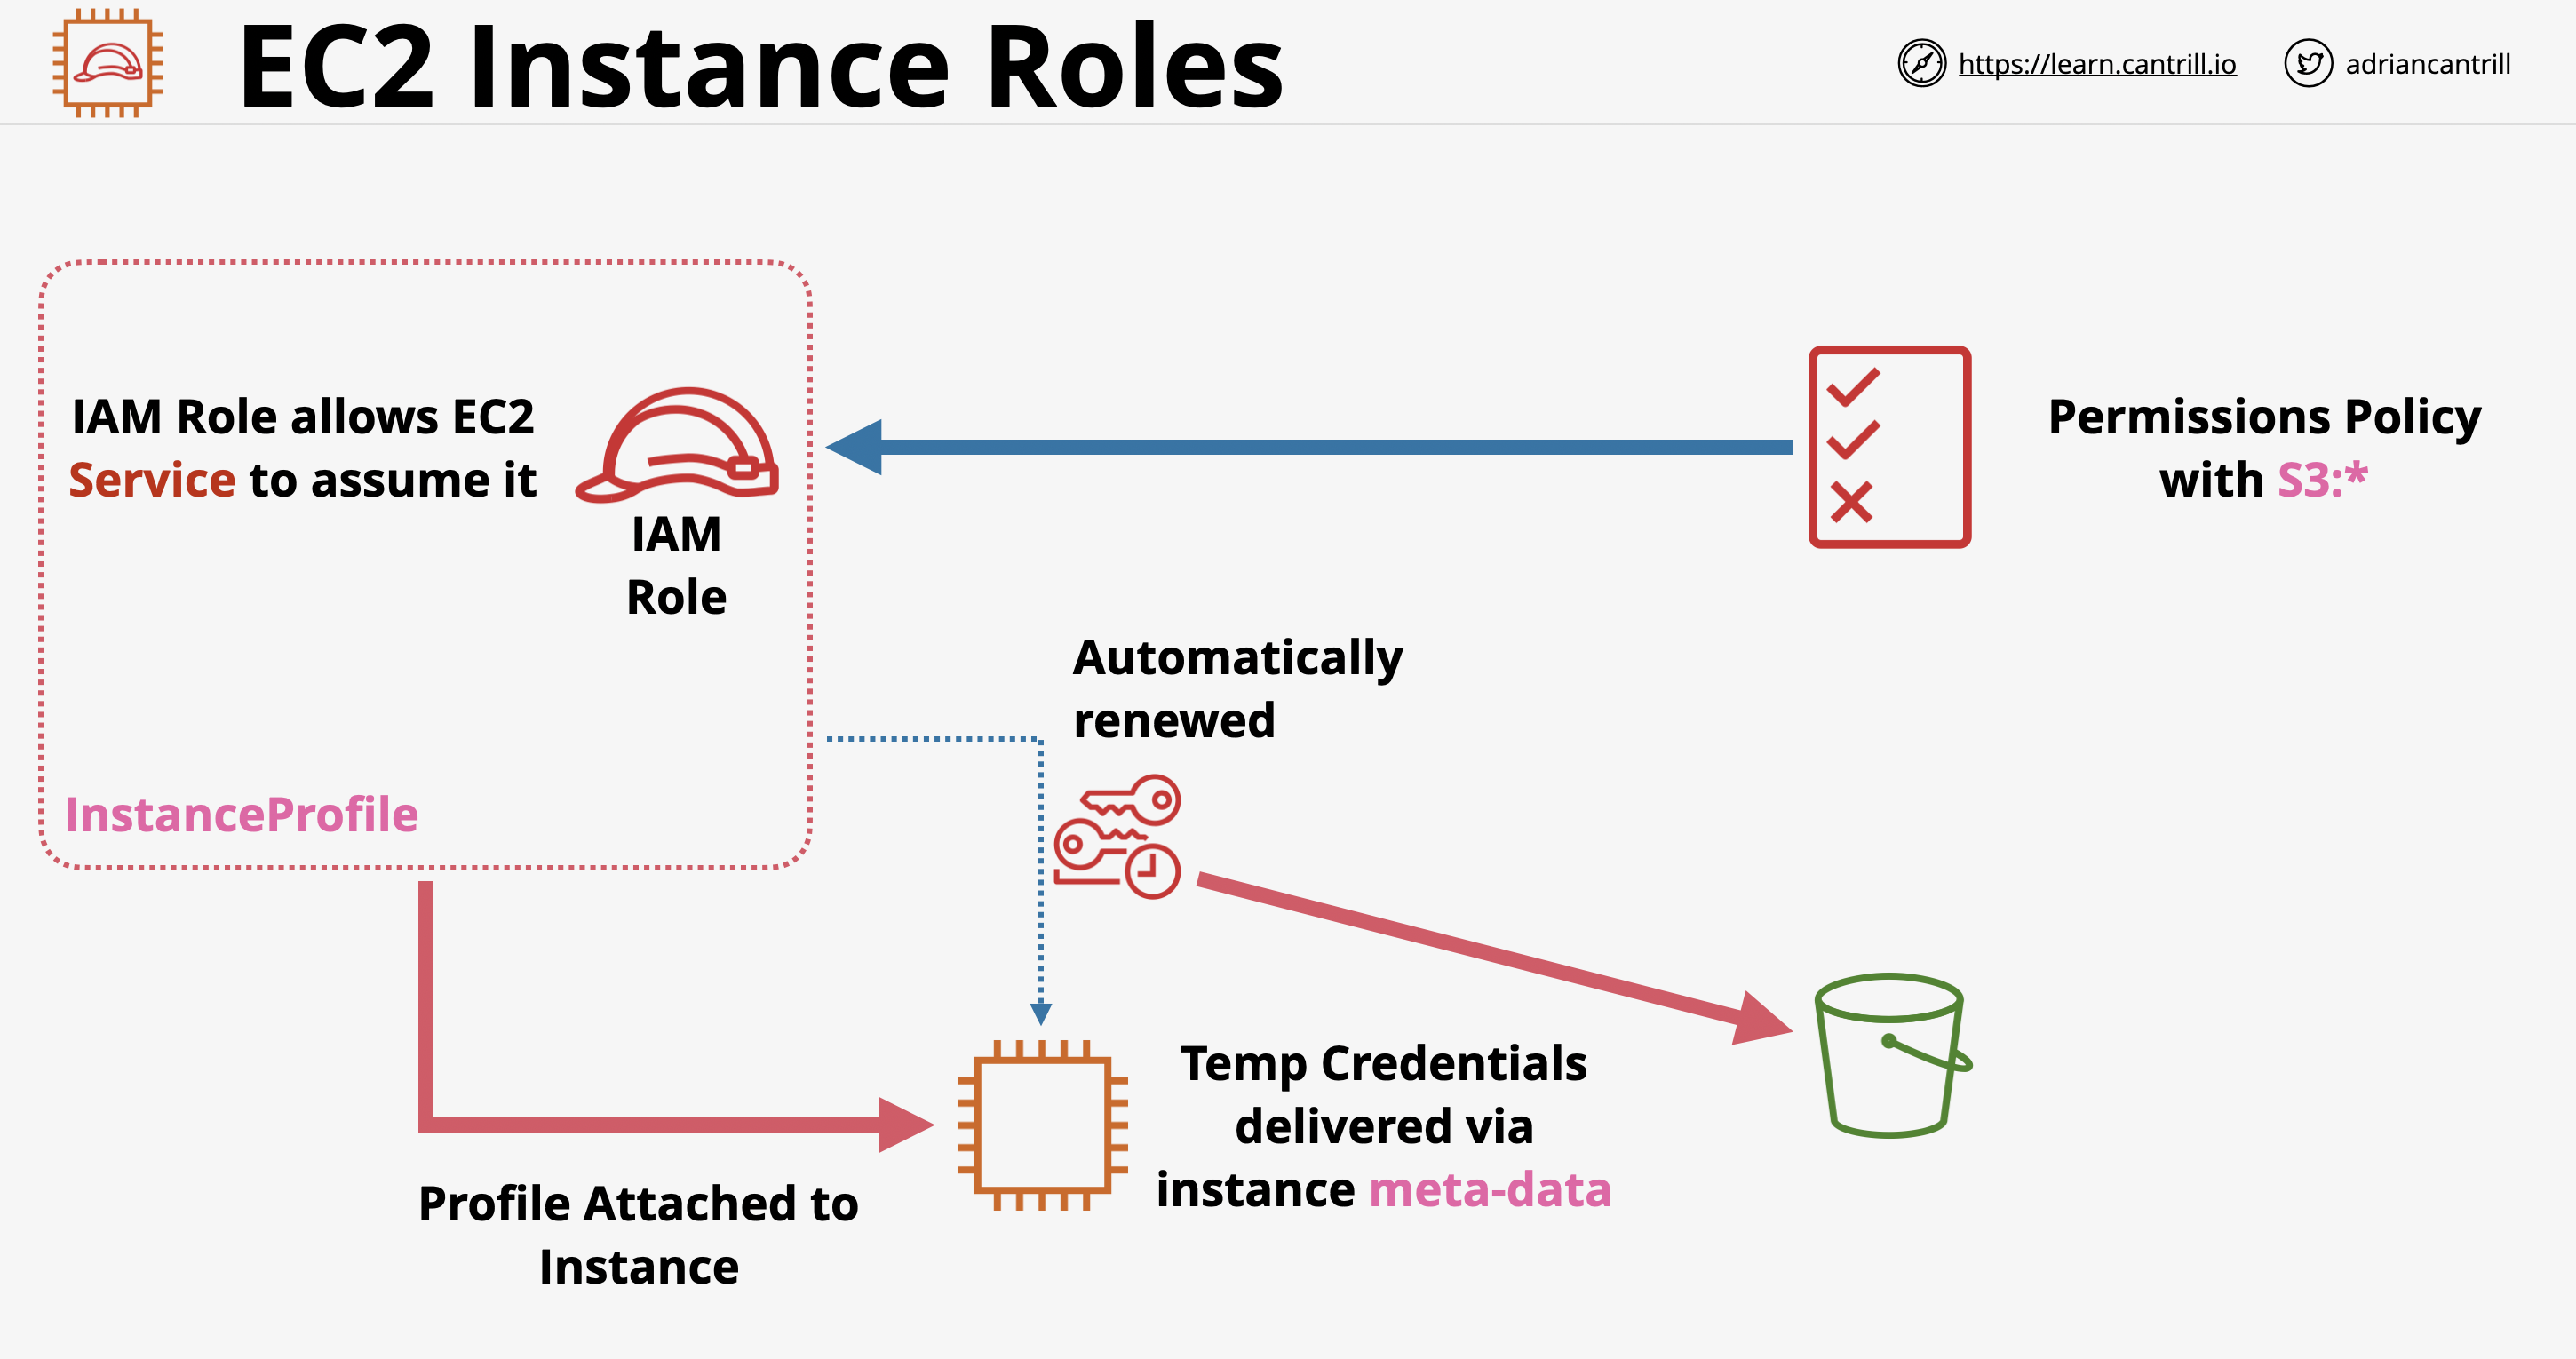 EC2 Instance Roles
https://learn.cantrill.io
adriancantrill
IAM Role allows EC2
Service to assume it
IAM
Role
Permissions Policy
with S3:*
Automatically
renewed
InstanceProfile
Temp Credentials
delivered via
instance meta-data
Profile Attached to
Instance